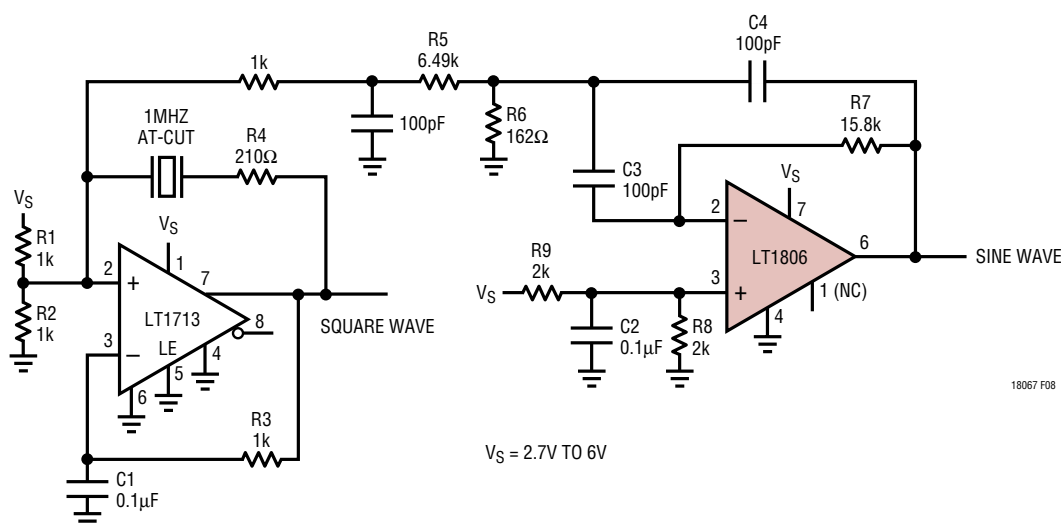 1k
R5
6.49k
C4
100pF
1MHZ
AT-CUT
R4
210Ω
100pF
R6
162Ω
R7
15.8k
C3
100pF
VS
R1
1k
VS
1
2
+
7
LT1713
8
3
–
LE
4
5
6
R2
1k
SQUARE WAVE
R3
1k
C1
0.1µF
VS
7
2
–
LT1806
6
SINE WAVE
3
+
1 (NC)
4
VS
R9
2k
C2
0.1µF
R8
2k
VS = 2.7V TO 6V
18067 F08